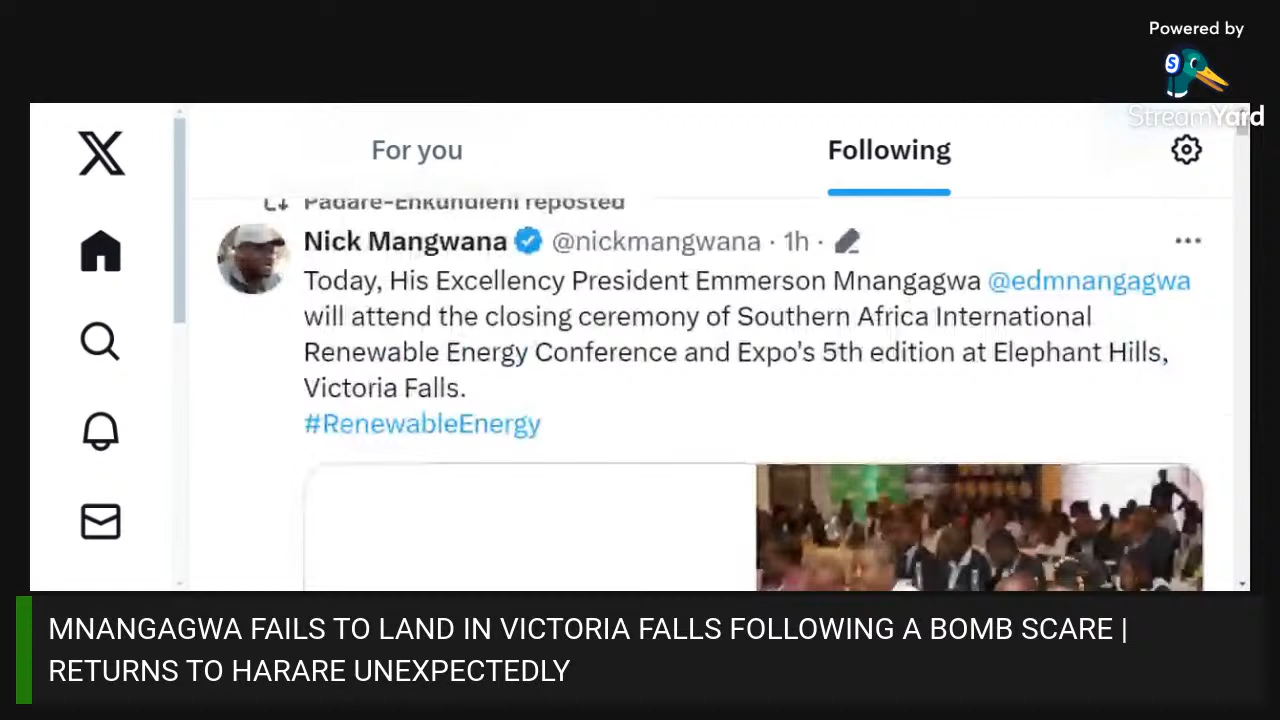 Powered by
StreamYard
For you
Following
Padare-Enkundleni reposted
Nick Mangwana @nickmangwana · 1h ·
Today, His Excellency President Emmerson Mnangagwa @edmnangagwa
will attend the closing ceremony of Southern Africa International
Renewable Energy Conference and Expo's 5th edition at Elephant Hills,
Victoria Falls.
#RenewableEnergy
MNANGAGWA FAILS TO LAND IN VICTORIA FALLS FOLLOWING A BOMB SCARE |
RETURNS TO HARARE UNEXPECTEDLY